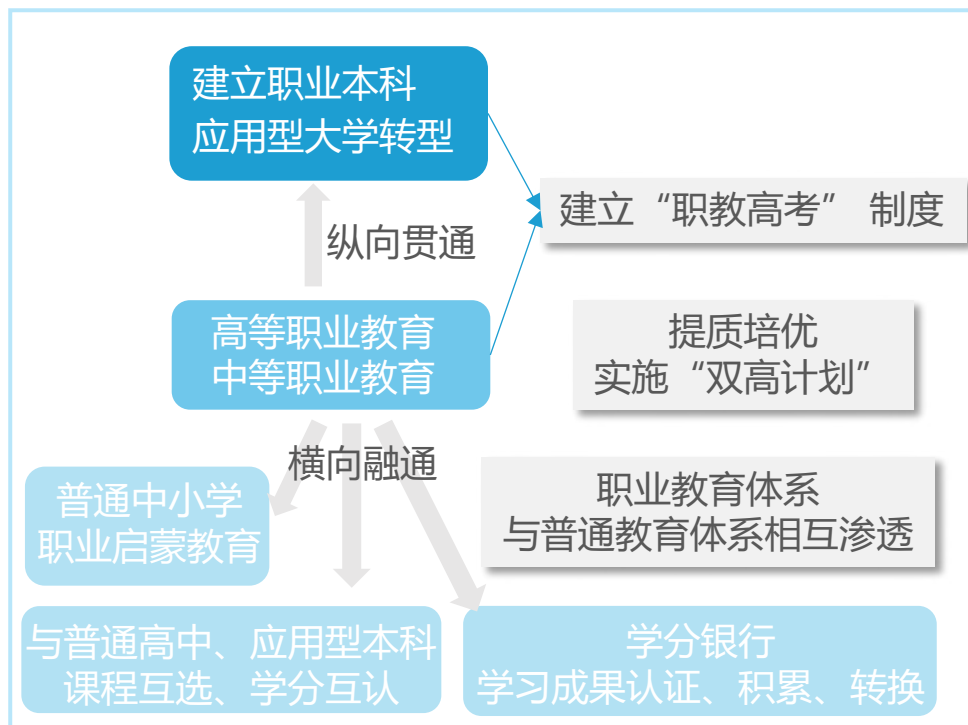 建立职业本科
应用型大学转型
建立“职教高考” 制度
纵向贯通
高等职业教育
中等职业教育
提质培优
实施“双高计划”
横向融通
职业教育体系
与普通教育体系相互渗透
普通中小学
职业启蒙教育
与普通高中、应用型本科
课程互选、学分互认
学分银行
学习成果认证、积累、转换